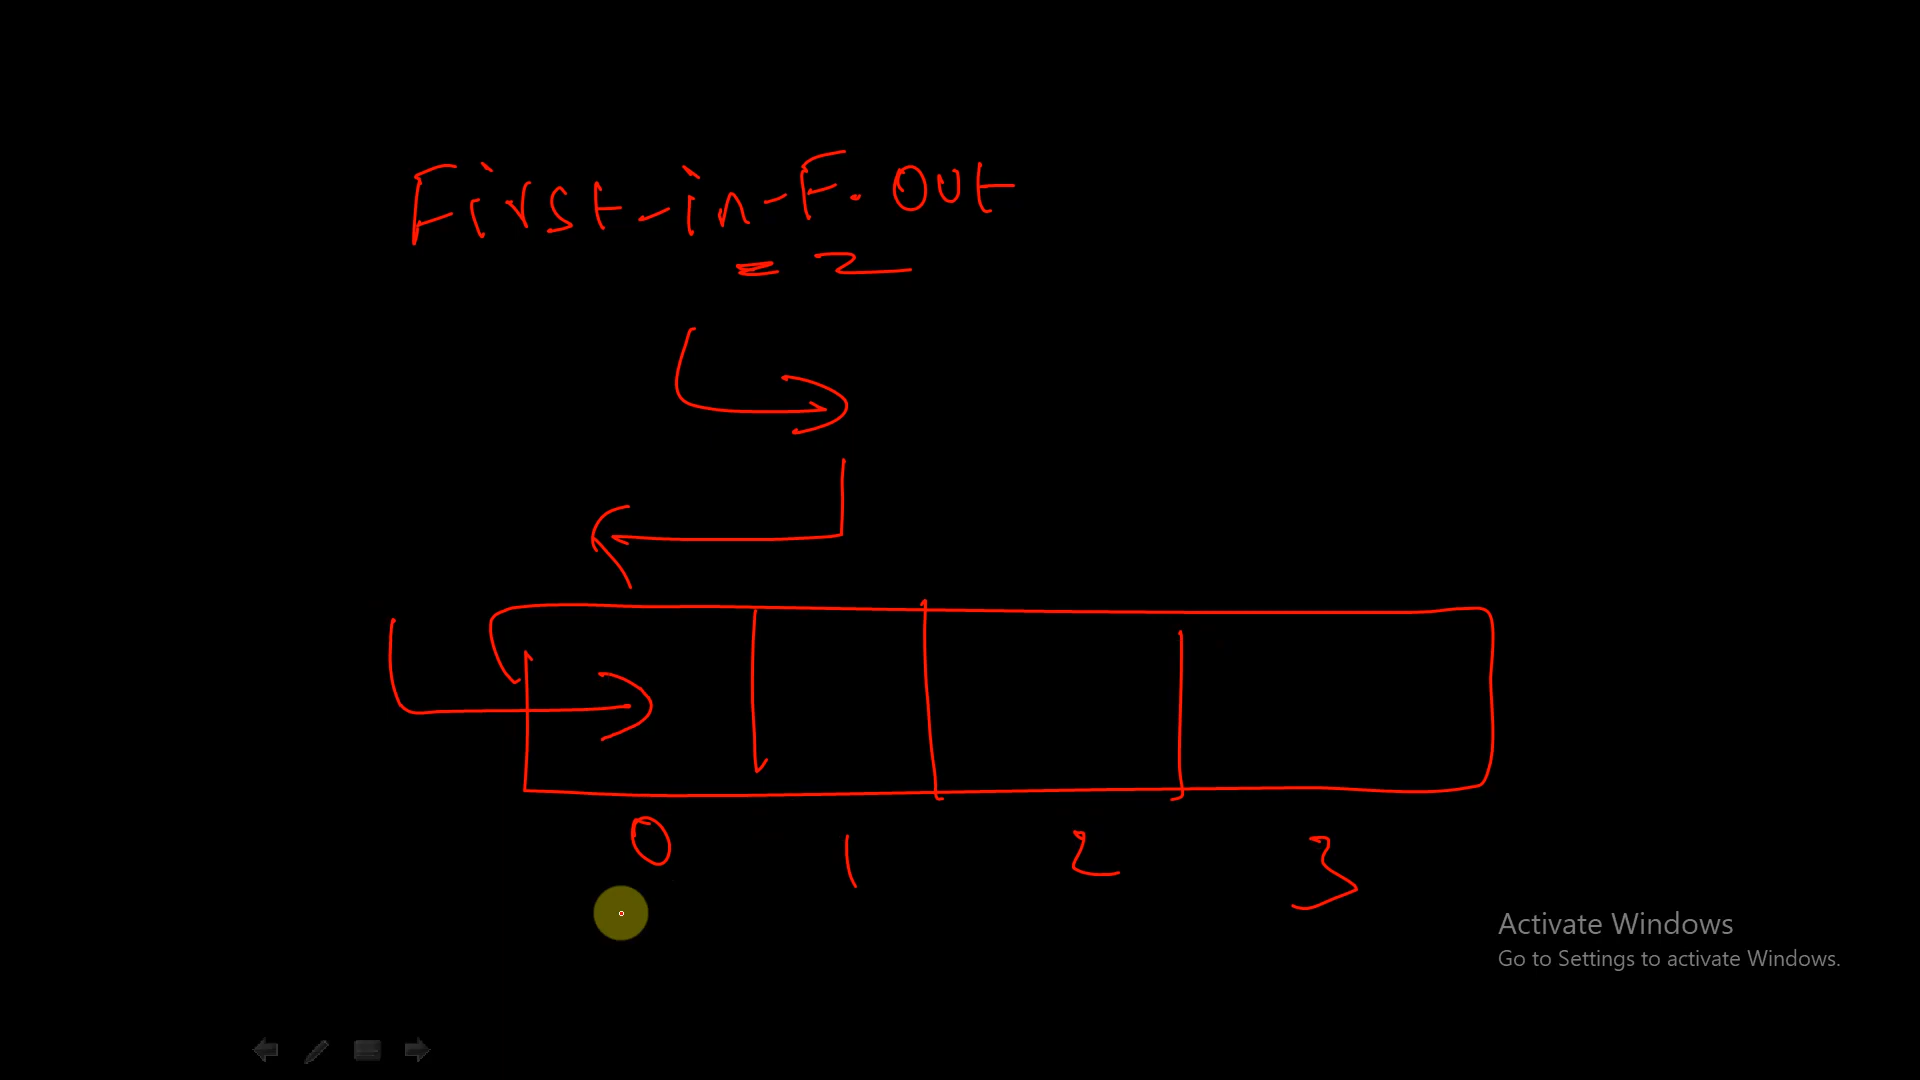 First-in-F. Out
0 1 2 3
Activate Windows
Go to Settings to activate Windows.